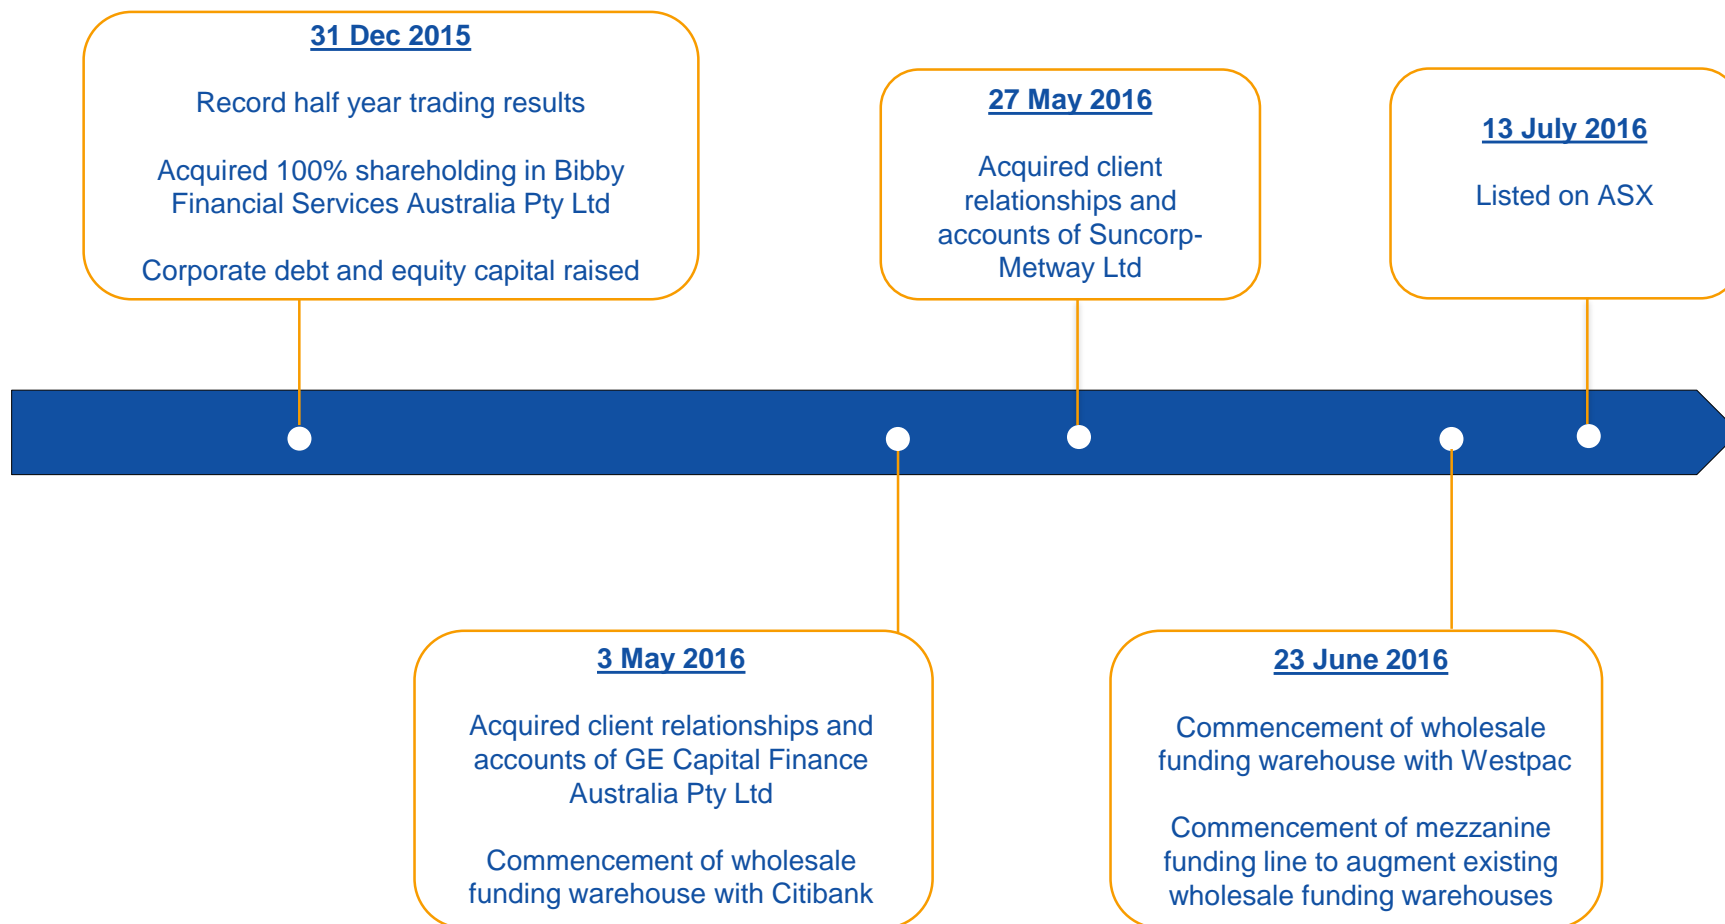 31 Dec 2015
Record half year trading results
Acquired 100% shareholding in Bibby
Financial Services Australia Pty Ltd
Corporate debt and equity capital raised
27 May 2016
Acquired client
relationships and
accounts of Suncorp-
Metway Ltd
13 July 2016
Listed on ASX
3 May 2016
Acquired client relationships and
accounts of GE Capital Finance
Australia Pty Ltd
Commencement of wholesale
funding warehouse with Citibank
23 June 2016
Commencement of wholesale
funding warehouse with Westpac
Commencement of mezzanine
funding line to augment existing
wholesale funding warehouses